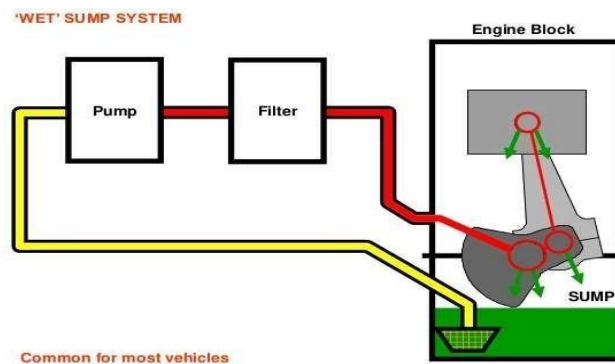 ‘WET’ SUMP SYSTEM
Engine Block
Pump
Filter
SUMP
Common for most vehicles